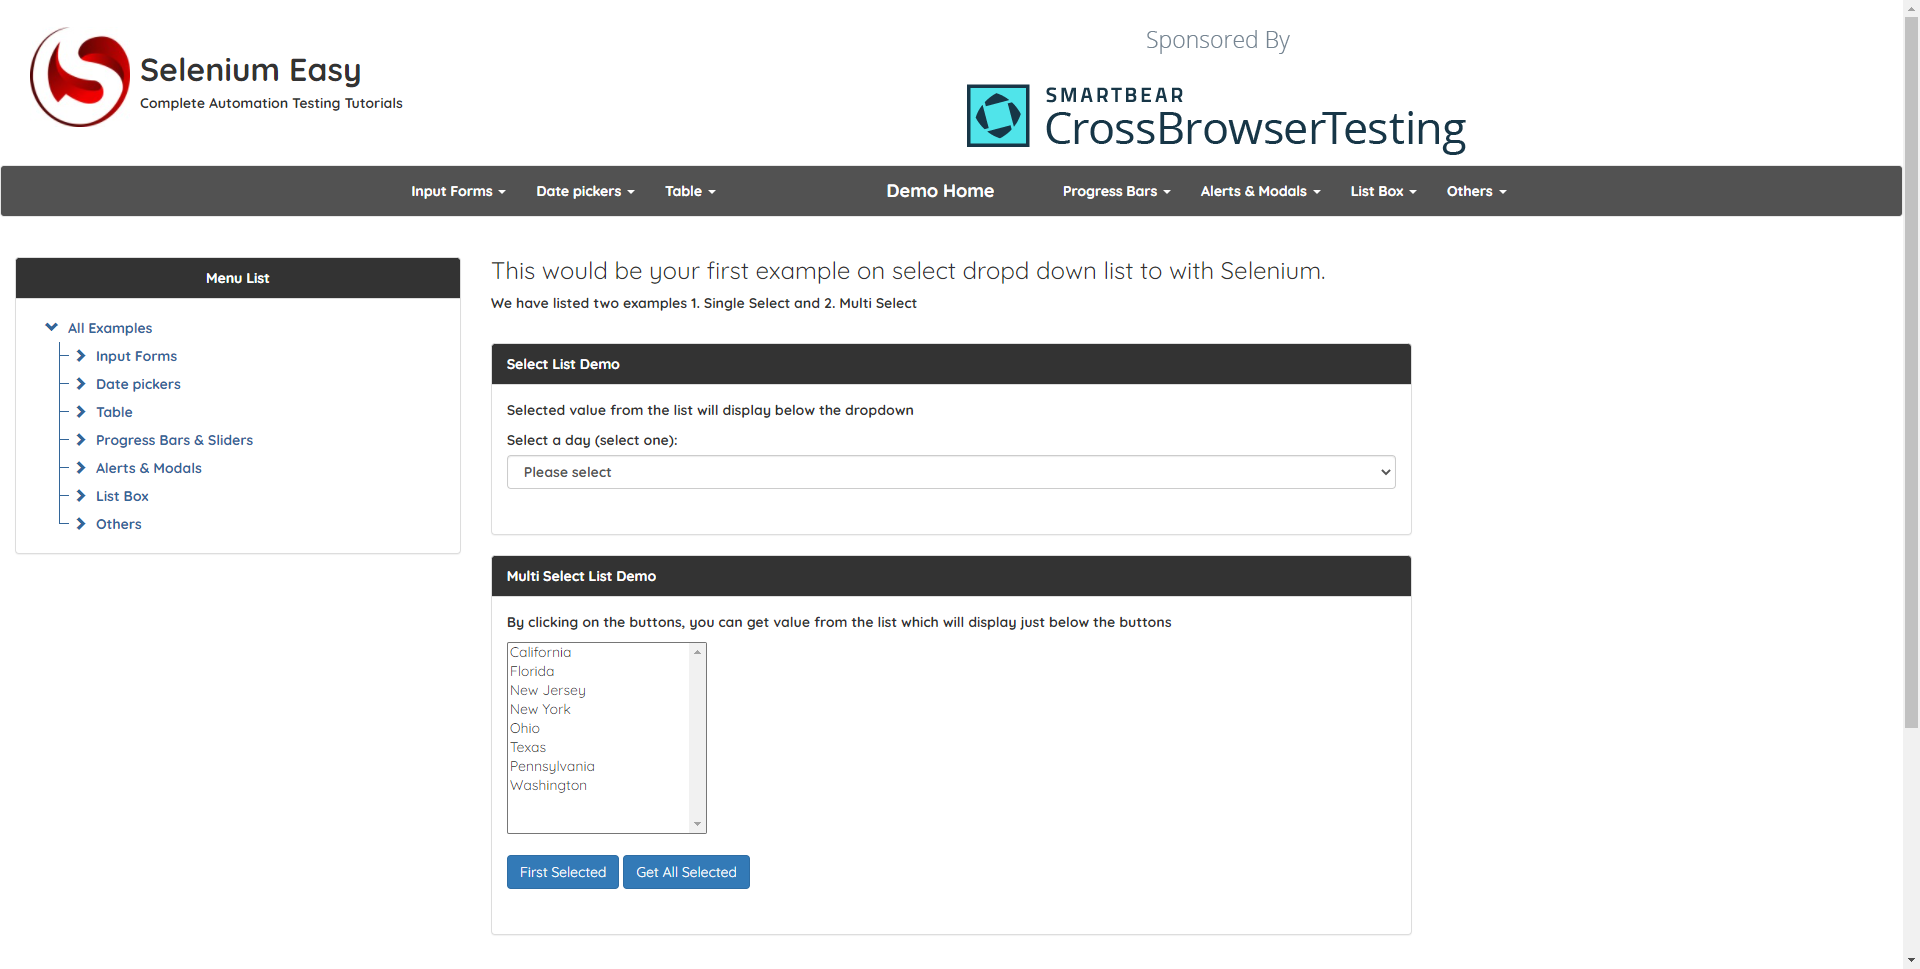 Selenium Easy
Complete Automation Testing Tutorials
Sponsored By
SMARTBEAR
CrossBrowserTesting
Input Forms
Date pickers
Table
Demo Home
Progress Bars
Alerts & Modals
List Box
Others
Menu List
All Examples
Input Forms
Date pickers
Table
Progress Bars & Sliders
Alerts & Modals
List Box
Others
This would be your first example on select dropd down list to with Selenium.
We have listed two examples 1. Single Select and 2. Multi Select
Select List Demo
Selected value from the list will display below the dropdown
Select a day (select one):
Please select
Multi Select List Demo
By clicking on the buttons, you can get value from the list which will display just below the buttons
California
Florida
New Jersey
New York
Ohio
Texas
Pennsylvania
Washington
First Selected
Get All Selected